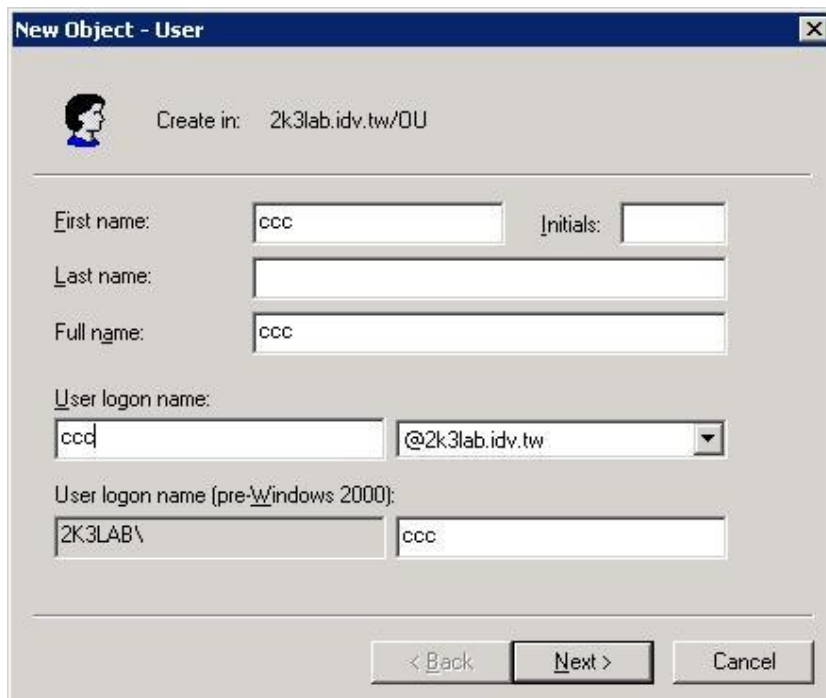 New Object - User
Create in: 2k3lab.idv.tw/OU
First name: ccc Initials:
Last name:
Full name: ccc
User logon name:
ccc @2k3lab.idv.tw
User logon name (pre-Windows 2000):
2K3LAB\ ccc
< Back Next > Cancel